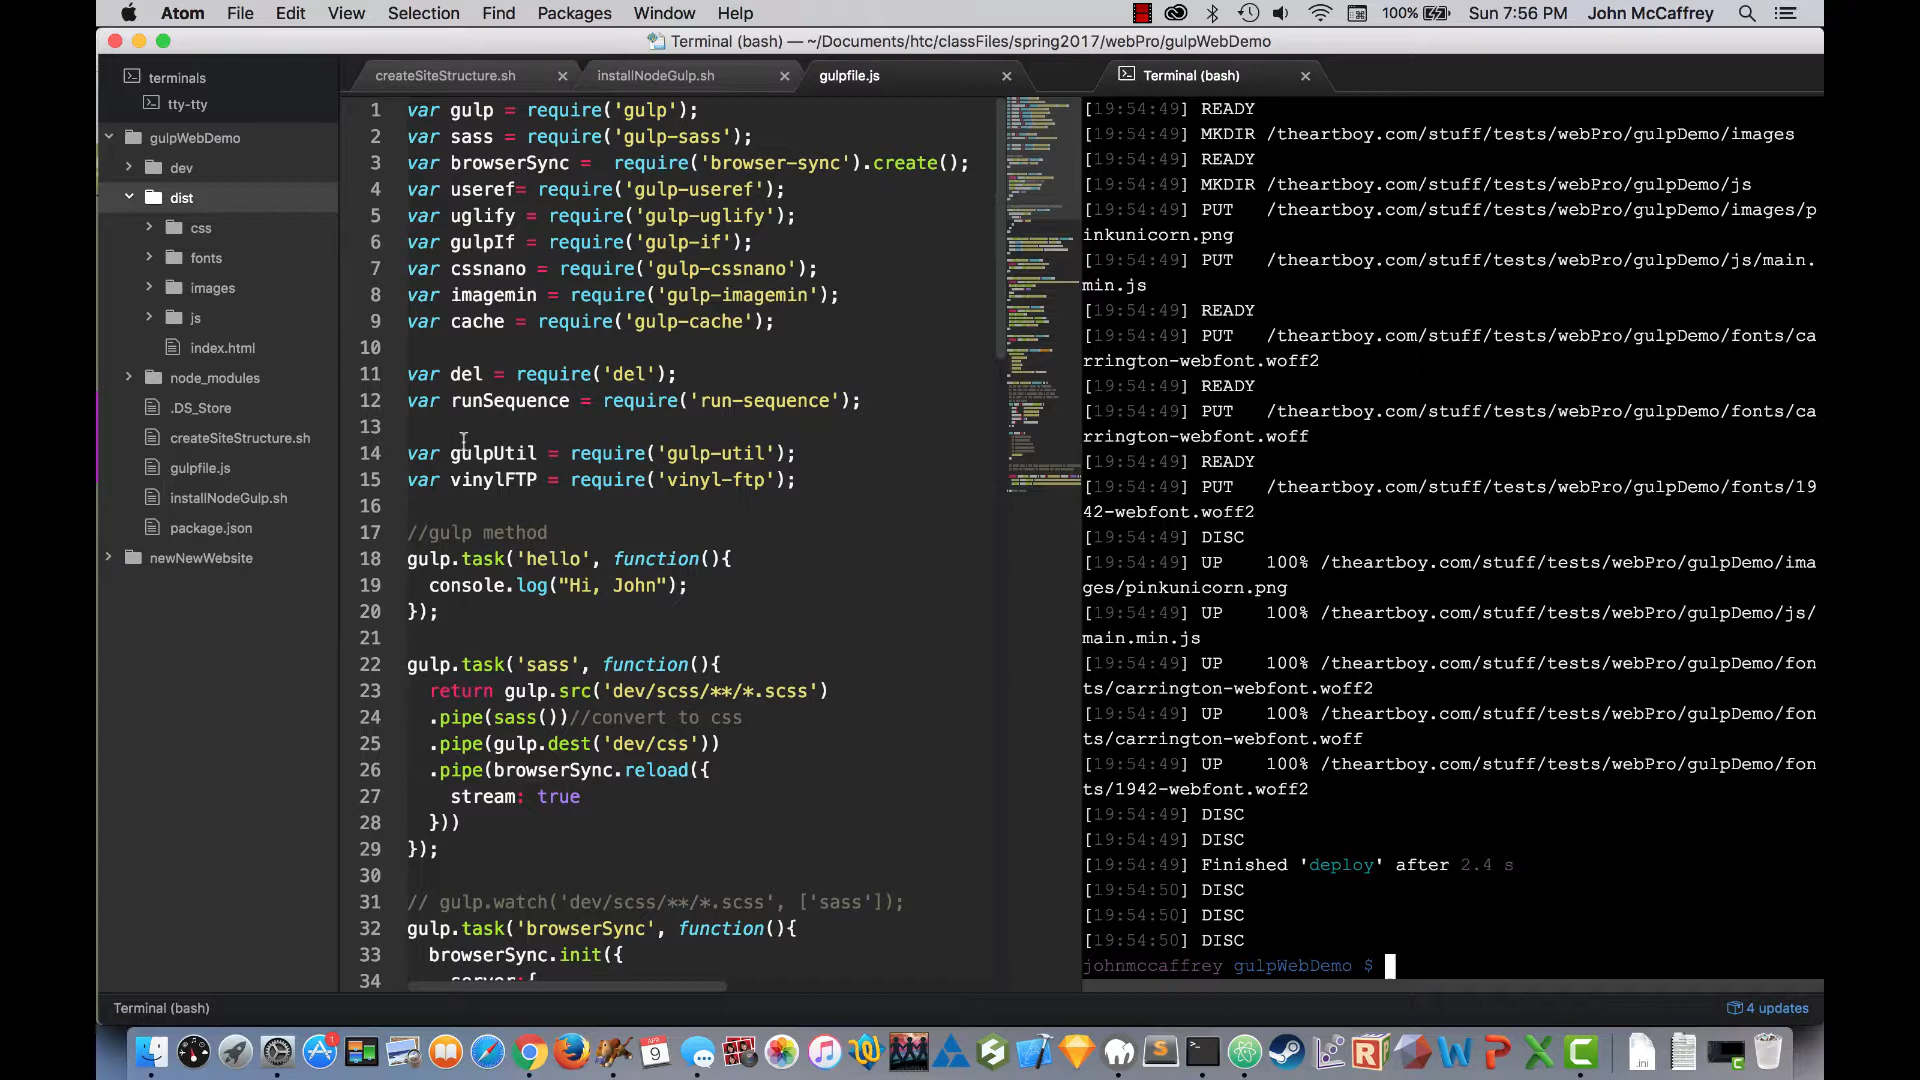 Atom File Edit View Selection Find Packages Window Help 100% Sun 7:56 PM John McCaffrey
Terminal (bash) — ~/Documents/htc/classFiles/spring2017/webPro/gulpWebDemo
terminals
tty-tty
gulpWebDemo
dev
dist
css
fonts
images
js
index.html
node_modules
.DS_Store
createSiteStructure.sh
gulpfile.js
installNodeGulp.sh
package.json
newNewWebsite
createSiteStructure.sh installNodeGulp.sh gulpfile.js
1 var gulp = require('gulp');
2 var sass = require('gulp-sass');
3 var browserSync =  require('browser-sync').create();
4 var useref= require('gulp-useref');
5 var uglify = require('gulp-uglify');
6 var gulpIf = require('gulp-if');
7 var cssnano = require('gulp-cssnano');
8 var imagemin = require('gulp-imagemin');
9 var cache = require('gulp-cache');
10
11 var del = require('del');
12 var runSequence = require('run-sequence');
13
14 var gulpUtil = require('gulp-util');
15 var vinylFTP = require('vinyl-ftp');
16
17 //gulp method
18 gulp.task('hello', function(){
19 console.log("Hi, John");
20 });
21
22 gulp.task('sass', function(){
23 return gulp.src('dev/scss/**/*.scss')
24 .pipe(sass())//convert to css
25 .pipe(gulp.dest('dev/css'))
26 .pipe(browserSync.reload({
27 stream: true
28 }))
29 });
30
31 // gulp.watch('dev/scss/**/*.scss', ['sass']);
32 gulp.task('browserSync', function(){
33 browserSync.init({
34 server:{
Terminal (bash)
[19:54:49] READY
[19:54:49] MKDIR /theartboy.com/stuff/tests/webPro/gulpDemo/images
[19:54:49] READY
[19:54:49] MKDIR /theartboy.com/stuff/tests/webPro/gulpDemo/js
[19:54:49] PUT /theartboy.com/stuff/tests/webPro/gulpDemo/images/p
inkunicorn.png
[19:54:49] PUT /theartboy.com/stuff/tests/webPro/gulpDemo/js/main.
min.js
[19:54:49] READY
[19:54:49] PUT /theartboy.com/stuff/tests/webPro/gulpDemo/fonts/ca
rrington-webfont.woff2
[19:54:49] READY
[19:54:49] PUT /theartboy.com/stuff/tests/webPro/gulpDemo/fonts/ca
rrington-webfont.woff
[19:54:49] READY
[19:54:49] PUT /theartboy.com/stuff/tests/webPro/gulpDemo/fonts/19
42-webfont.woff2
[19:54:49] DISC
[19:54:49] UP 100% /theartboy.com/stuff/tests/webPro/gulpDemo/ima
ges/pinkunicorn.png
[19:54:49] UP 100% /theartboy.com/stuff/tests/webPro/gulpDemo/js/
main.min.js
[19:54:49] UP 100% /theartboy.com/stuff/tests/webPro/gulpDemo/fon
ts/carrington-webfont.woff2
[19:54:49] UP 100% /theartboy.com/stuff/tests/webPro/gulpDemo/fon
ts/carrington-webfont.woff
[19:54:49] UP 100% /theartboy.com/stuff/tests/webPro/gulpDemo/fon
ts/1942-webfont.woff2
[19:54:49] DISC
[19:54:49] DISC
[19:54:49] Finished 'deploy' after 2.4 s
[19:54:50] DISC
[19:54:50] DISC
[19:54:50] DISC
johnmccaffrey gulpWebDemo $
Terminal (bash) 4 updates